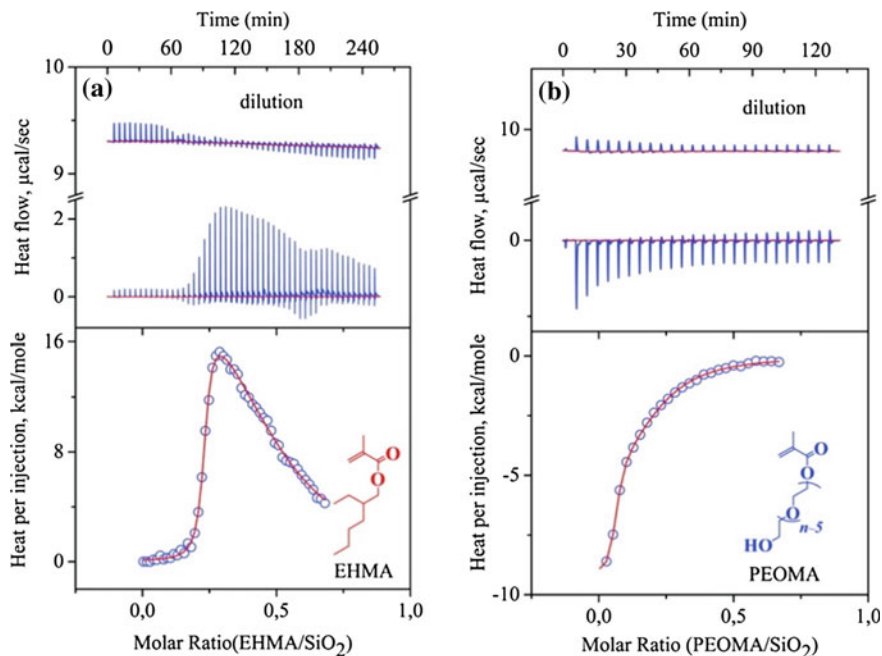 Time (min)
0 60 120 180 240
10
(a)
dilution
9
Heat flow, µcal/sec
2
0
16
8
0
Heat per injection, kcal/mole
O
O
EHMA
0,0 0,5 1,0
Molar Ratio(EHMA/SiO2)
Time (min)
0 30 60 90 120
(b)
dilution
10
Heat flow, µcal/sec
0
0
-5
-10
Heat per injection, kcal/mole
O
O
O
n-5
HO
PEOMA
0,0 0,5 1,0
Molar Ratio (PEOMA/SiO2)